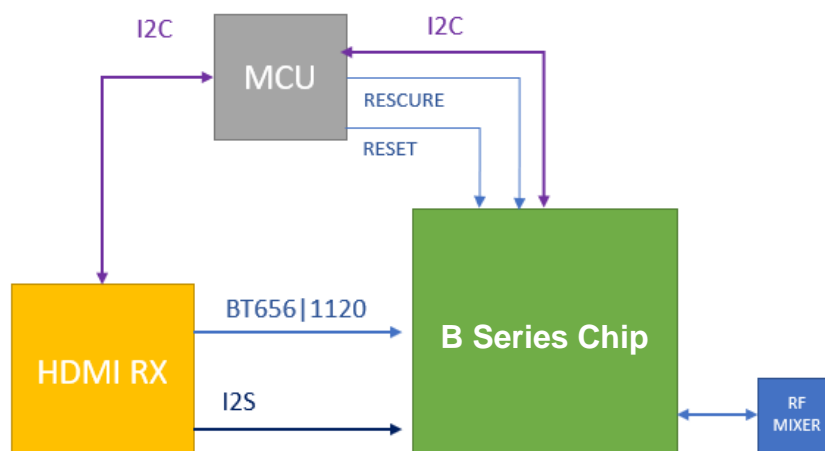 I2C
I2C
MCU
RESCURE
RESET
BT656|1120
B Series Chip
HDMI RX
I2S
RF
MIXER